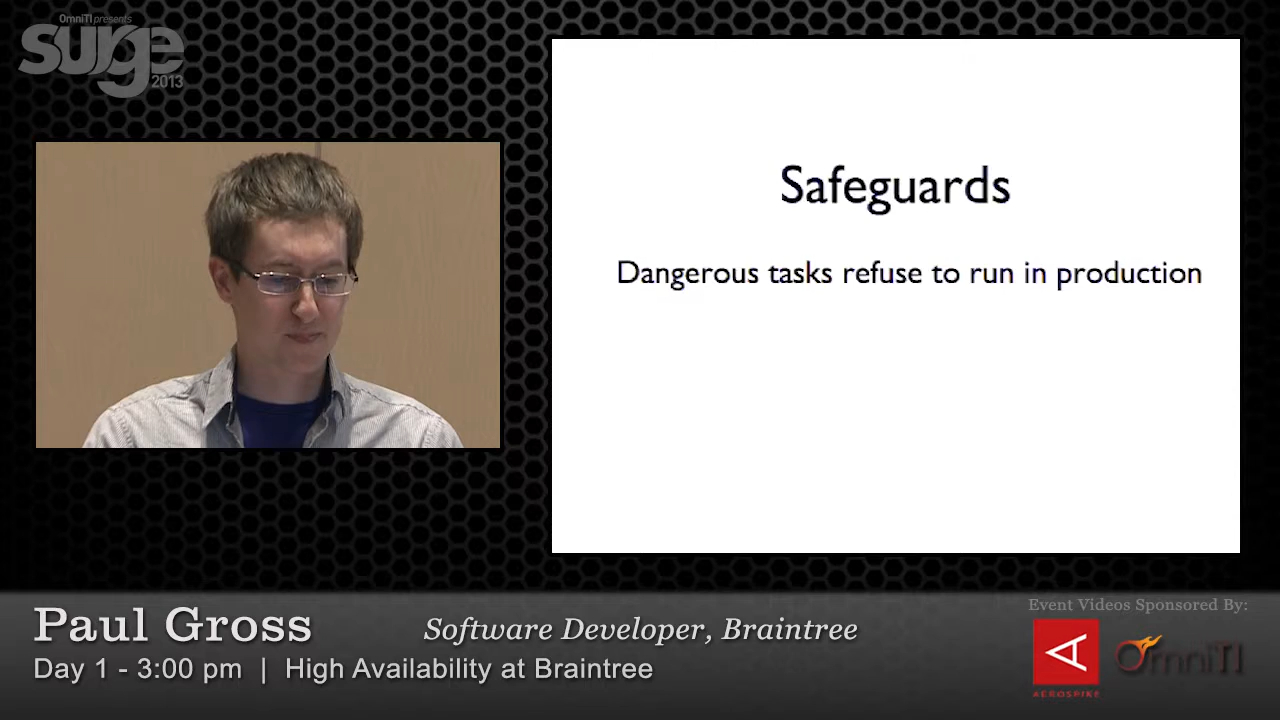 OmniTI presents
surge
2013
Safeguards
Dangerous tasks refuse to run in production
Paul Gross
Software Developer, Braintree
Day 1 - 3:00 pm | High Availability at Braintree
Event Videos Sponsored By:
AEROSPIKE
OmniTI